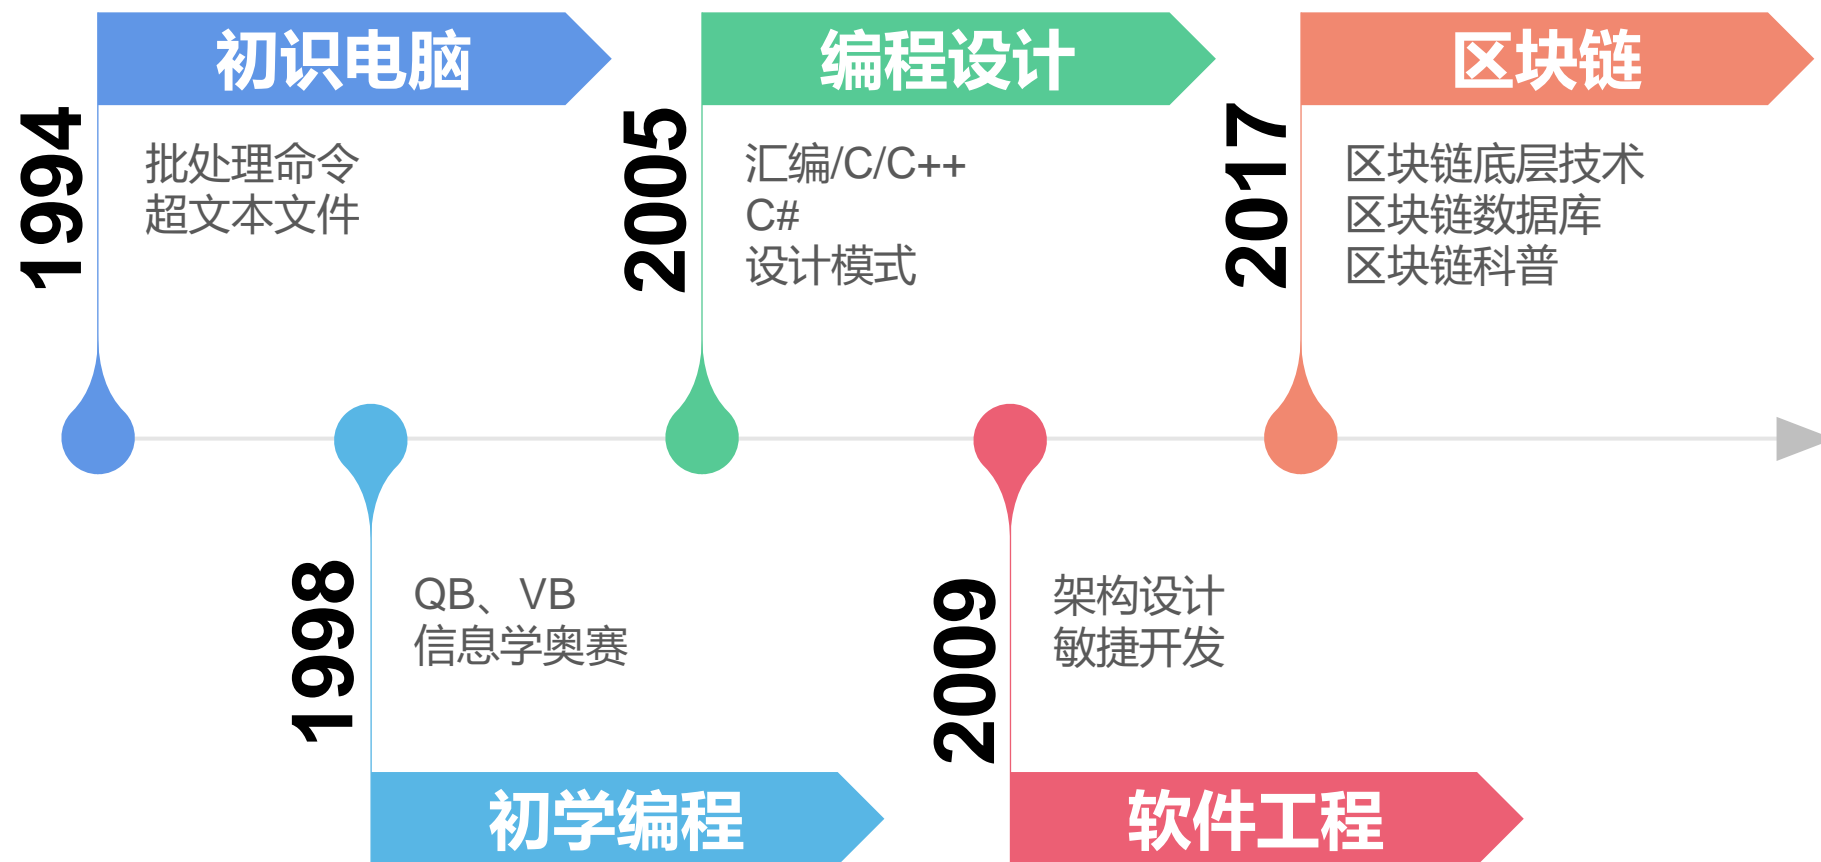 初识电脑
1994
批处理命令
超文本文件
1998
QB、VB
信息学奥赛
初学编程
编程设计
2005
汇编/C/C++
C#
设计模式
2009
架构设计
敏捷开发
软件工程
区块链
2017
区块链底层技术
区块链数据库
区块链科普